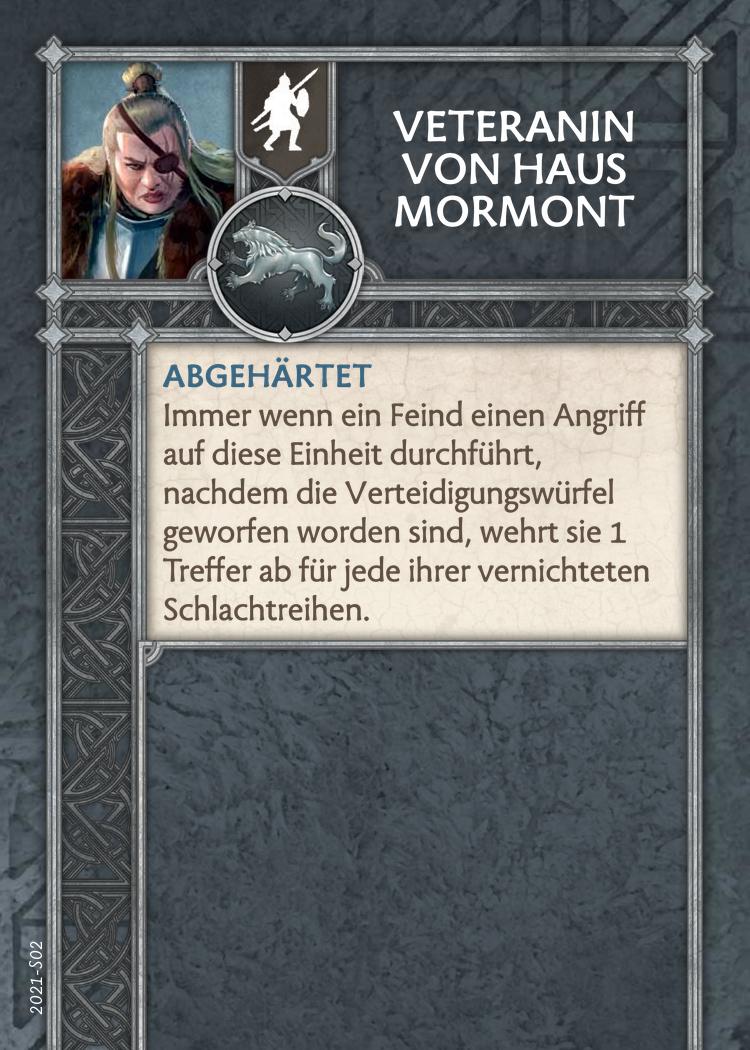 VETERANIN
VON HAUS
MORMONT
ABGEHÄRTET
Immer wenn ein Feind einen Angriff
auf diese Einheit durchführt,
nachdem die Verteidigungswürfel
geworfen worden sind, wehrt sie 1
Treffer ab für jede ihrer vernichteten
Schlachtreihen.
2021-S02